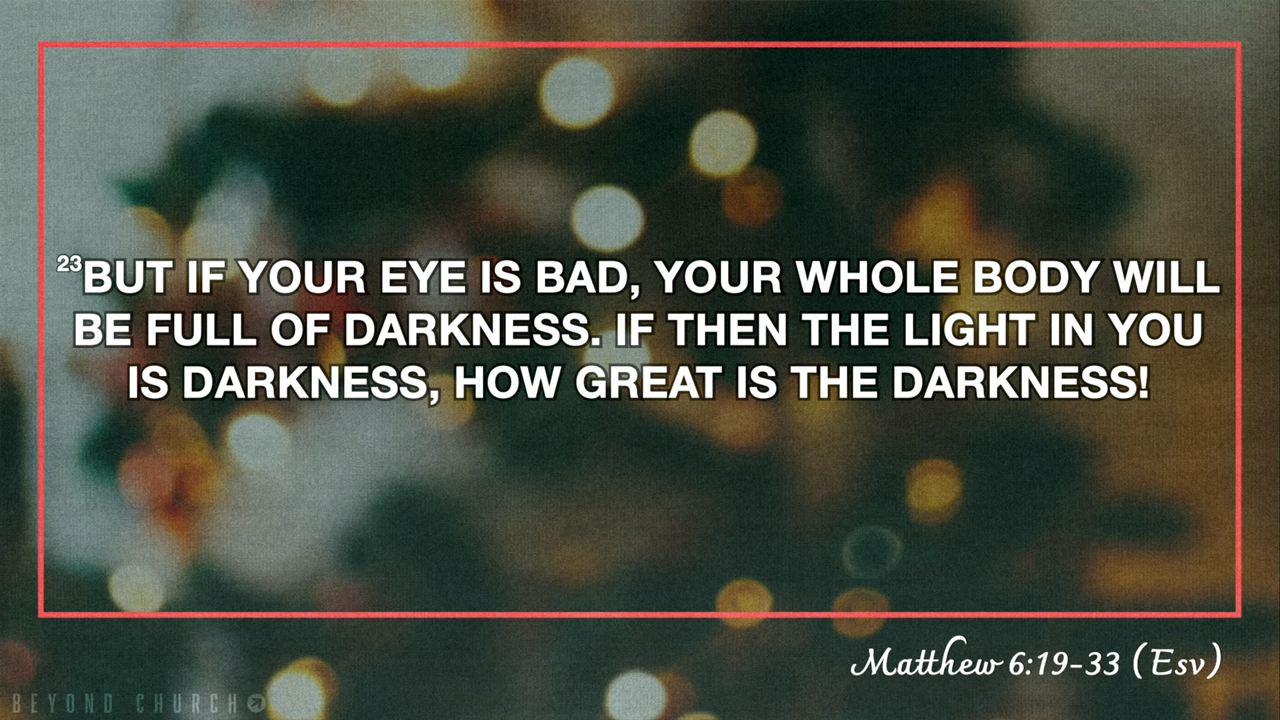 23BUT IF YOUR EYE IS BAD, YOUR WHOLE BODY WILL
BE FULL OF DARKNESS. IF THEN THE LIGHT IN YOU
IS DARKNESS, HOW GREAT IS THE DARKNESS!
Matthew 6:19-33 (Esv)
BEYOND CHURCH